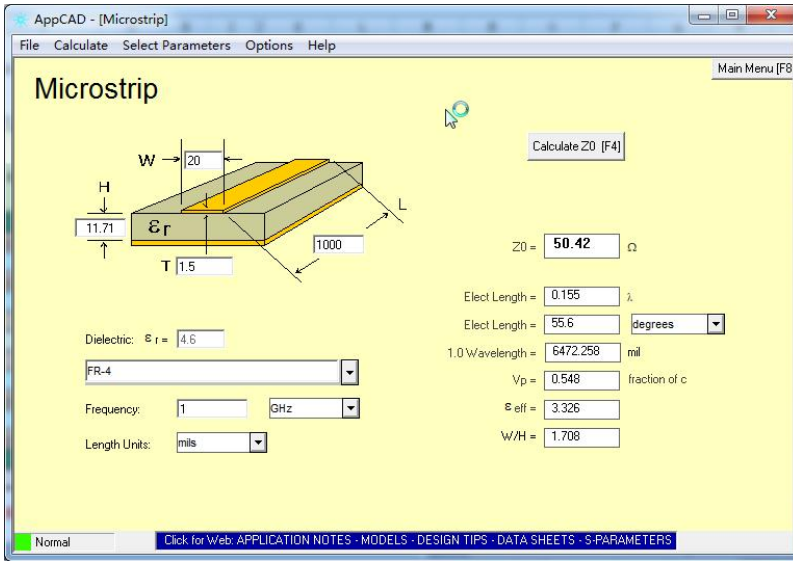 AppCAD - [Microstrip]
File Calculate Select Parameters Options Help
Main Menu [F8
Microstrip
Calculate Z0 [F4]
W
20
H
L
εr
11.71
1000
T
1.5
Z0 = 50.42 Ω
Elect Length = 0.155 λ
Elect Length = 55.6 degrees
1.0 Wavelength = 6472.258 mil
Vp = 0.548 fraction of c
ε eff = 3.326
W/H = 1.708
Dielectric: ε r = 4.6
FR-4
Frequency: 1 GHz
Length Units: mils
Normal
Click for Web: APPLICATION NOTES - MODELS - DESIGN TIPS - DATA SHEETS - S-PARAMETERS